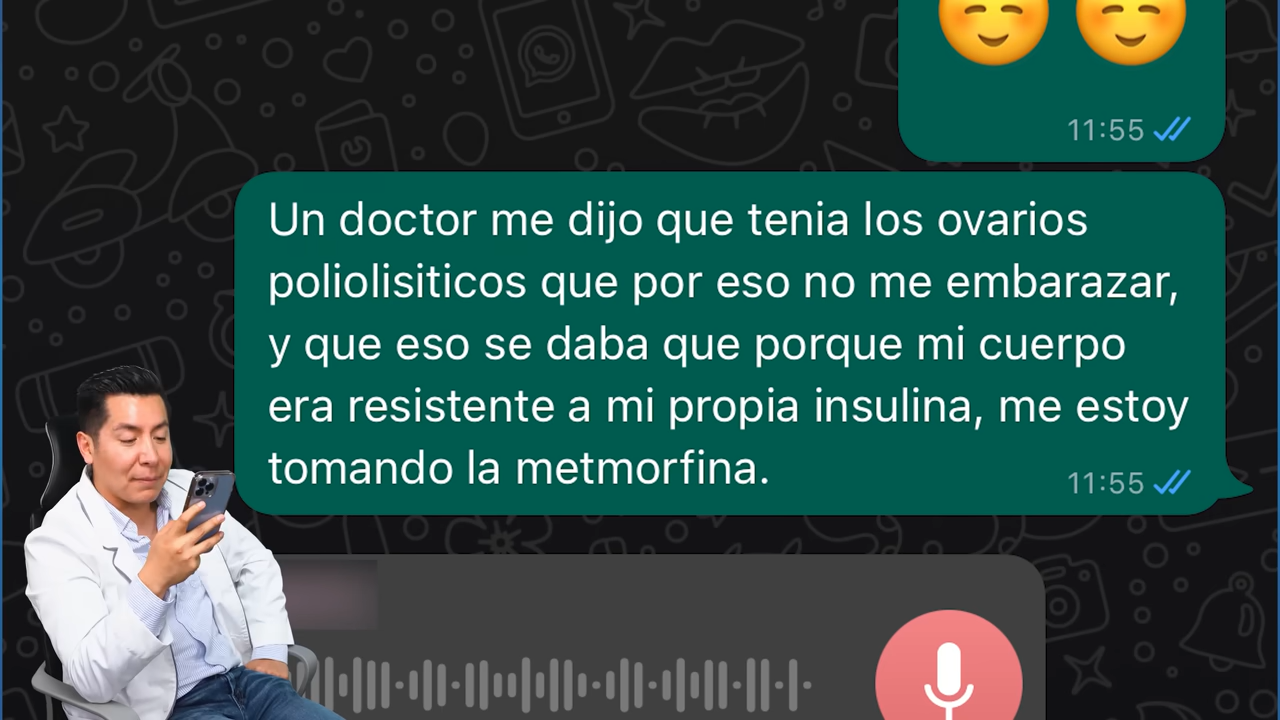 11:55
Un doctor me dijo que tenia los ovarios
poliolisiticos que por eso no me embarazar,
y que eso se daba que porque mi cuerpo
era resistente a mi propia insulina, me estoy
tomando la metmorfina.
11:55